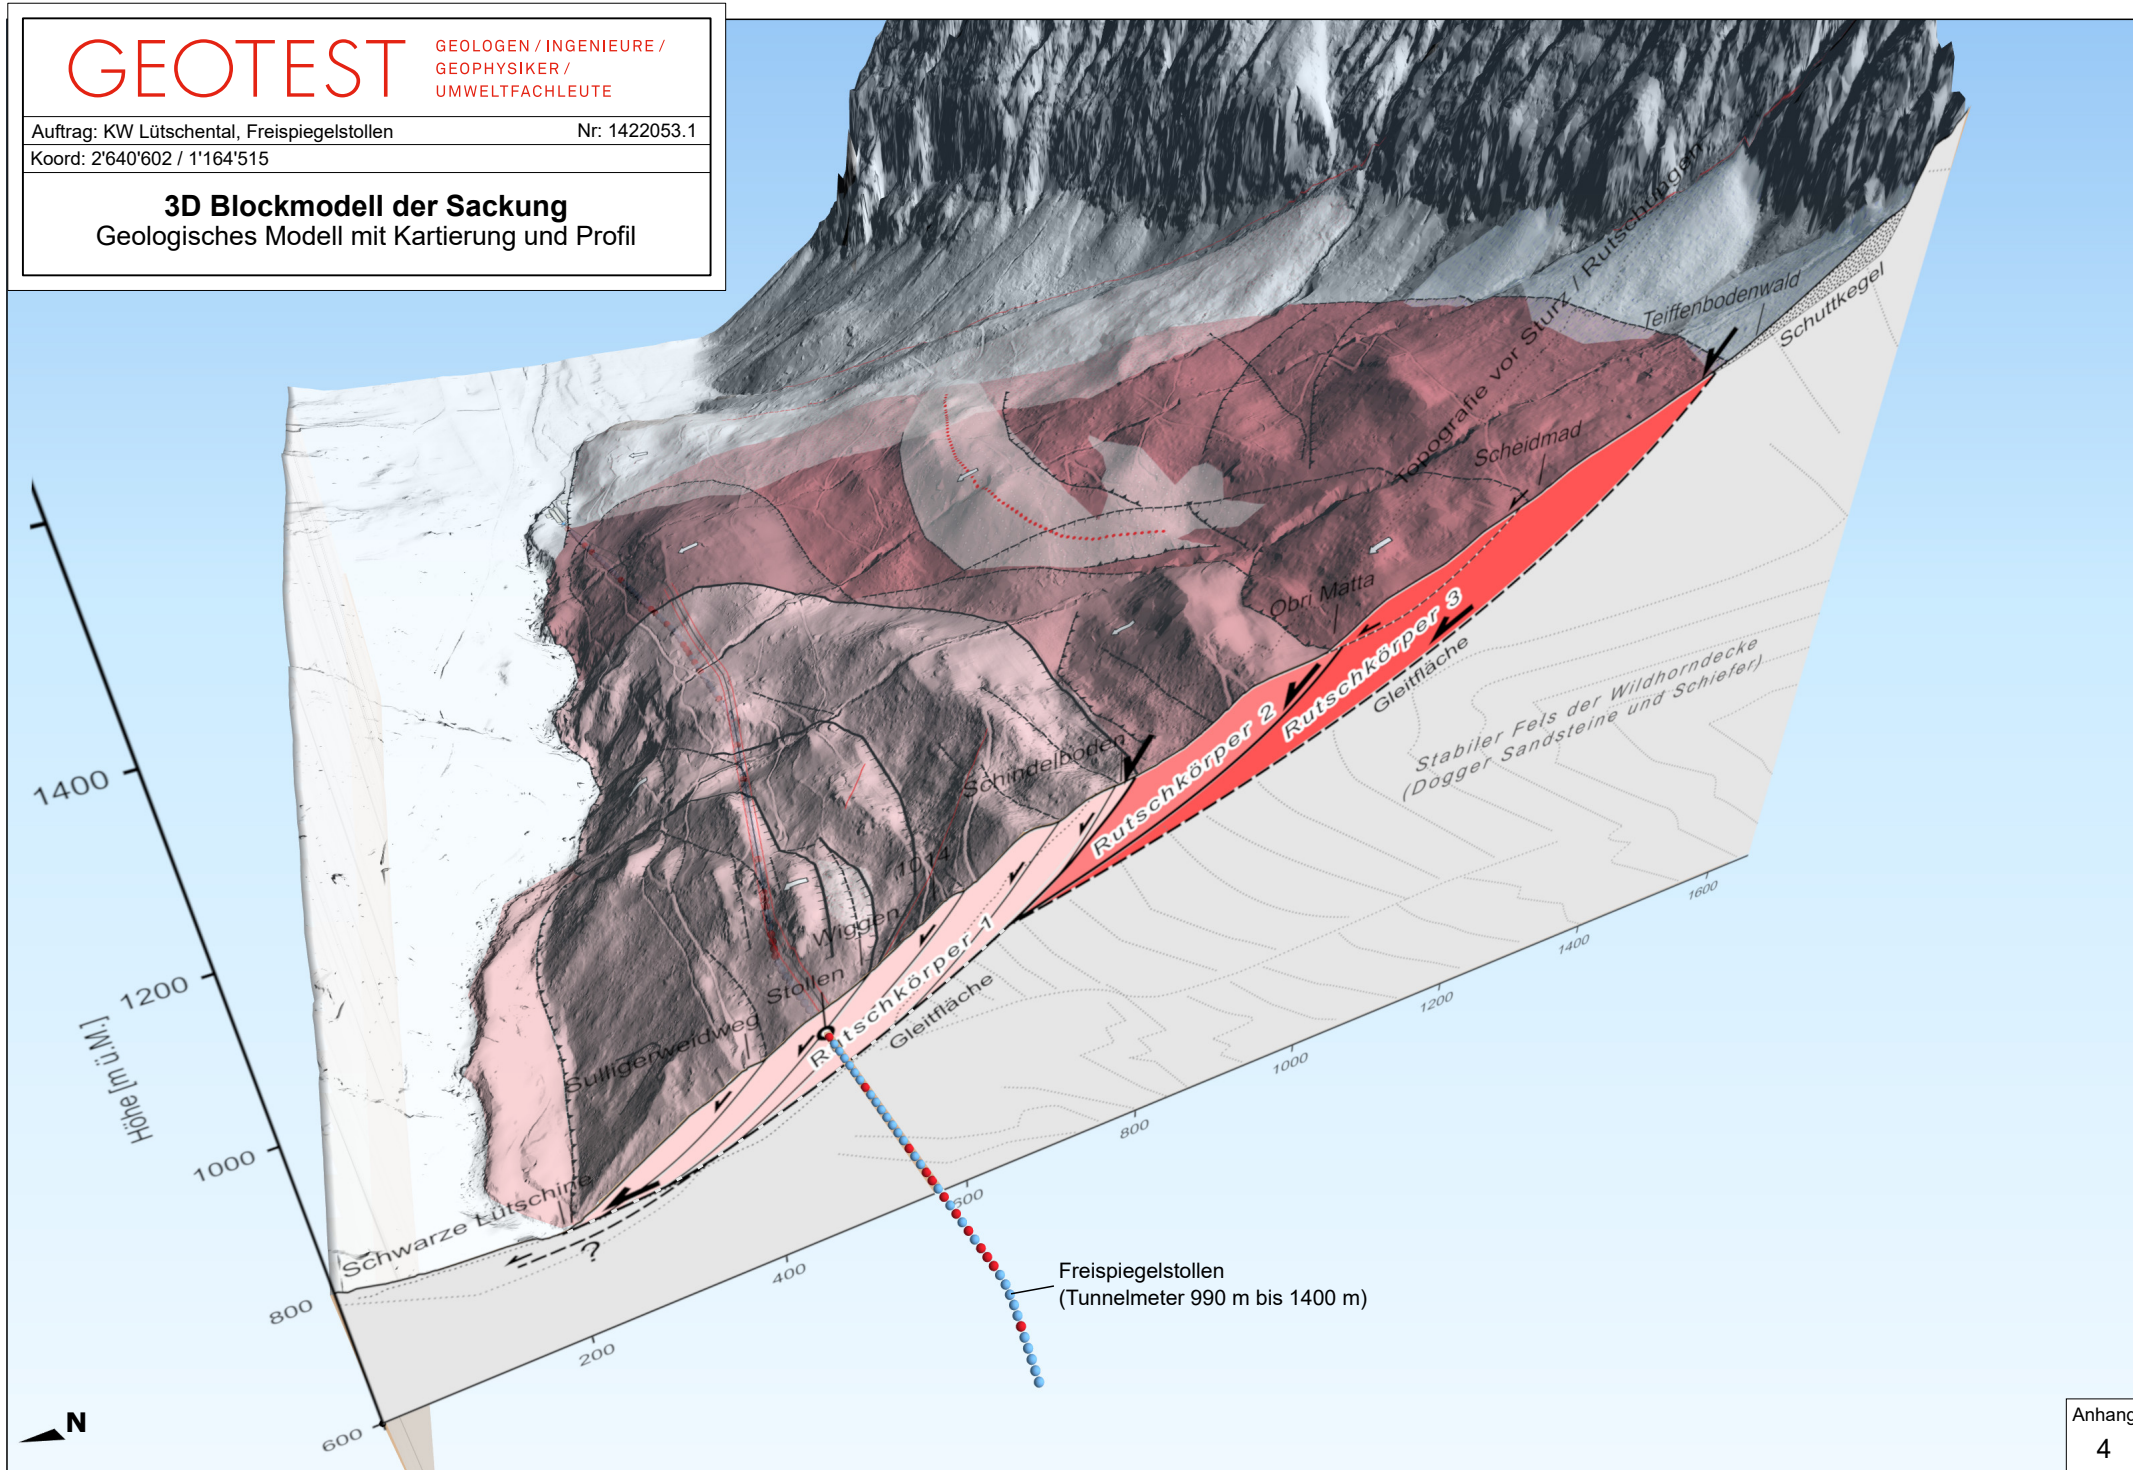 GEOTEST
GEOLOGEN / INGENIEURE /
GEOPHYSIKER /
UMWELTFACHLEUTE
Auftrag: KW Lütschental, Freispiegelstollen
Nr: 1422053.1
Koord: 2'640'602 / 1'164'515
3D Blockmodell der Sackung
Geologisches Modell mit Kartierung und Profil
Topografie vor Sturz / Rutschungen
Teiffenbodenwald
Schuttkegel
Scheidmad
Obri Matta
Rutschkörper 3
Gleitfläche
Rutschkörper 2
Stabiler Fels der Wildhorndecke
(Dogger Sandsteine und Schiefer)
Schindelboden
1014
Wiggen
Stollen
Rutschkörper 1
Gleitfläche
Sulligerweidweg
Schwarze Lütschine
?
Höhe [m ü.M.]
1400
1200
1000
800
600
200
400
600
800
1000
1200
1400
1600
Freispiegelstollen
(Tunnelmeter 990 m bis 1400 m)
N
Anhang
4